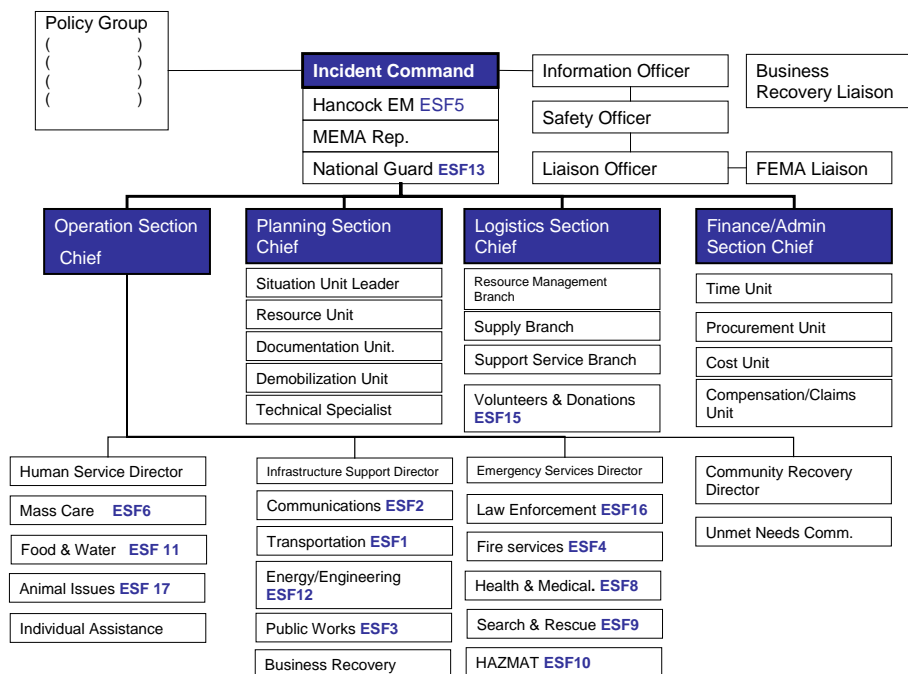 Policy Group
( )
( )
( )
( )
Incident Command
Hancock EM ESF5
MEMA Rep.
National Guard ESF13
Information Officer
Safety Officer
Liaison Officer
FEMA Liaison
Business
Recovery Liaison
Operation Section
Chief
Planning Section
Chief
Situation Unit Leader
Resource Unit
Documentation Unit.
Demobilization Unit
Technical Specialist
Logistics Section
Chief
Resource Management
Branch
Supply Branch
Support Service Branch
Volunteers & Donations
ESF15
Finance/Admin
Section Chief
Time Unit
Procurement Unit
Cost Unit
Compensation/Claims
Unit
Human Service Director
Mass Care ESF6
Food & Water ESF 11
Animal Issues ESF 17
Individual Assistance
Infrastructure Support Director
Communications ESF2
Transportation ESF1
Energy/Engineering
ESF12
Public Works ESF3
Business Recovery
Emergency Services Director
Law Enforcement ESF16
Fire services ESF4
Health & Medical. ESF8
Search & Rescue ESF9
HAZMAT ESF10
Community Recovery
Director
Unmet Needs Comm.